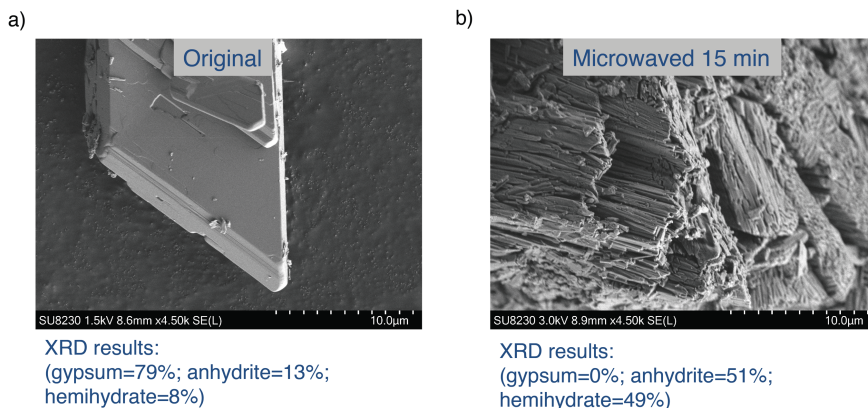 a)
Original
SU8230 1.5kV 8.6mm x4.50k SE(L)
10.0μm
XRD results:
(gypsum=79%; anhydrite=13%;
hemihydrate=8%)
b)
Microwaved 15 min
SU8230 3.0kV 8.9mm x4.50k SE(L)
10.0μm
XRD results:
(gypsum=0%; anhydrite=51%;
hemihydrate=49%)